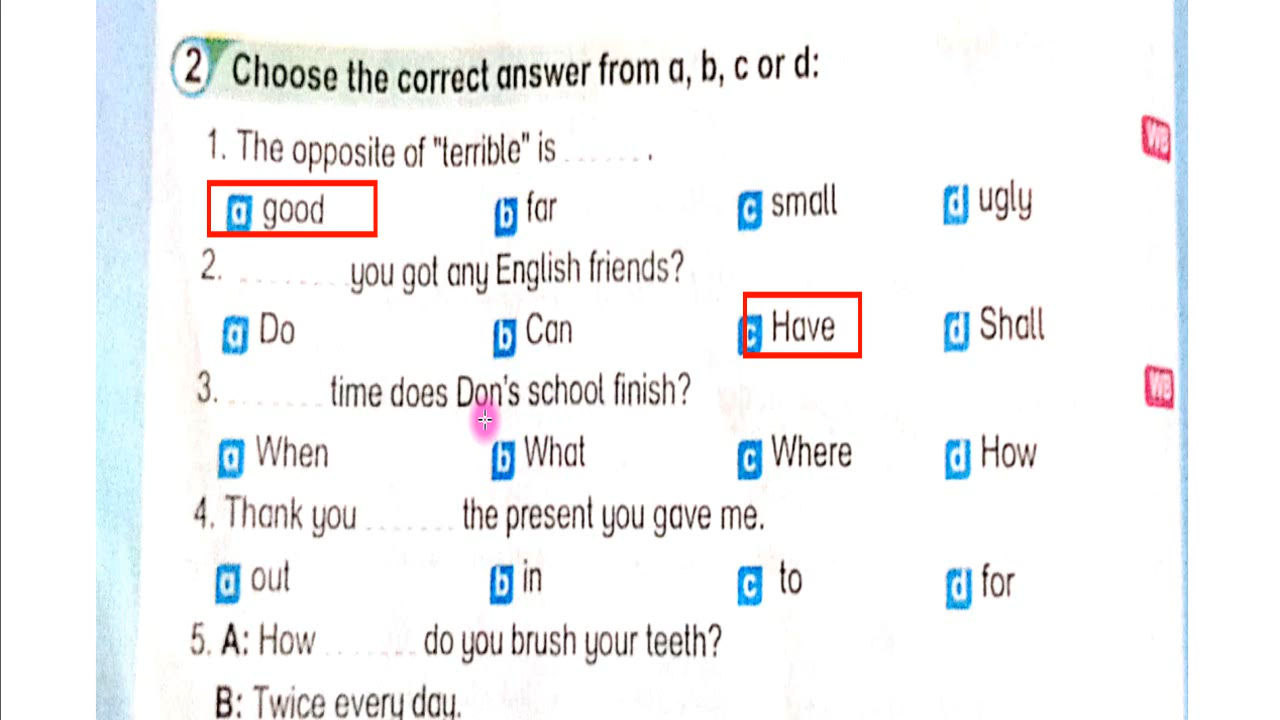 2 Choose the correct answer from a, b, c or d:
1. The opposite of "terrible" is ....... .
WB
a good b far c small d ugly
2. ........ you got any English friends?
a Do b Can c Have d Shall
3. ........ time does Don's school finish?
WB
a When b What c Where d How
4. Thank you ....... the present you gave me.
a out b in c to d for
5. A: How ....... do you brush your teeth?
B: Twice every day.